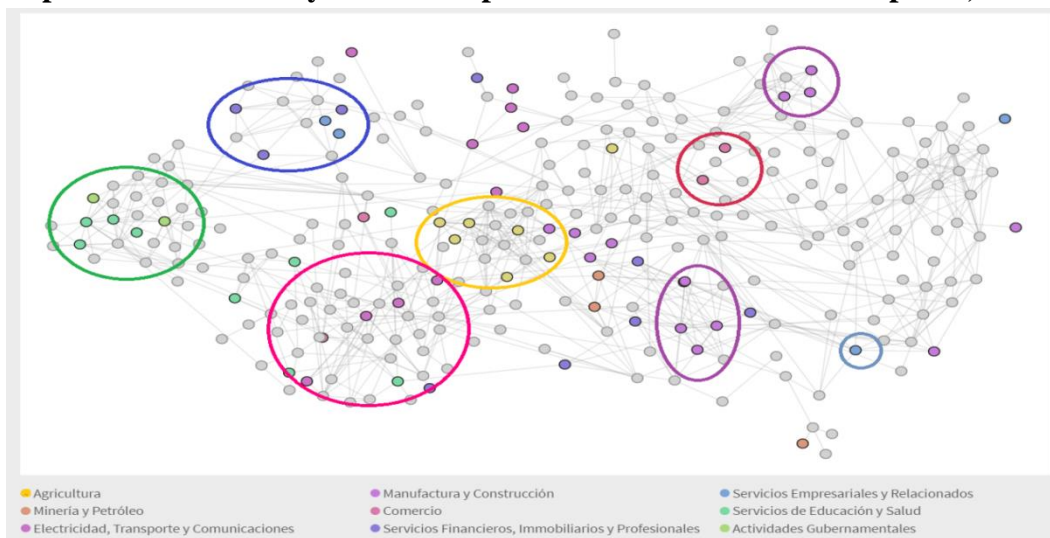 Agricultura Manufactura y Construcción Servicios Empresariales y Relacionados
Minería y Petróleo Comercio Servicios de Educación y Salud
Electricidad, Transporte y Comunicaciones Servicios Financieros, Immobiliarios y Profesionales Actividades Gubernamentales